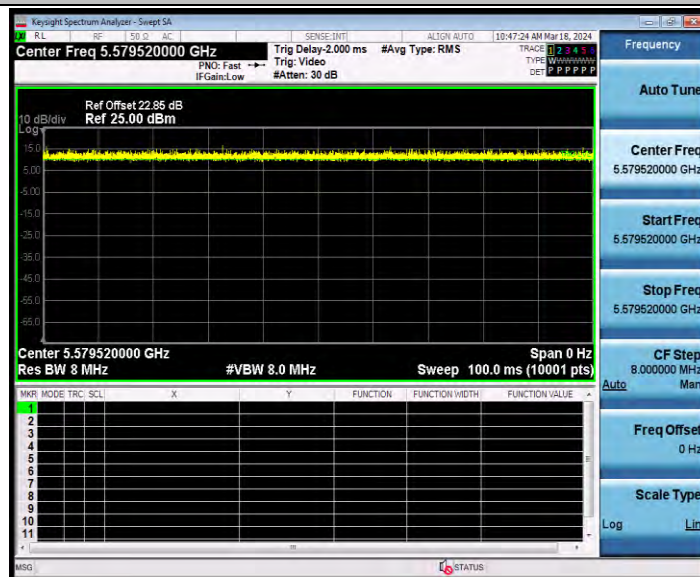 Keysight Spectrum Analyzer - Swept SA
RL RF 50 Ω AC SENSE:INT ALIGN AUTO 10:47:24 AM Mar 18, 2024
Center Freq 5.579520000 GHz
PNO: Fast
IFGain:Low
Trig Delay-2.000 ms
Trig: Video
#Atten: 30 dB
#Avg Type: RMS
TRACE 1 2 3 4 5
TYPE
DET P P P P P P
Ref Offset 22.85 dB
10 dB/div Ref 25.00 dBm
Log
15.0
5.00
-5.00
-15.0
-25.0
-35.0
-45.0
-55.0
-65.0
Center 5.579520000 GHz Span 0 Hz
Res BW 8 MHz #VBW 8.0 MHz Sweep 100.0 ms (10001 pts)
MKR MODE TRC SCL X Y FUNCTION FUNCTION WIDTH FUNCTION VALUE
1
2
3
4
5
6
7
8
9
10
11
MSG STATUS
Frequency
Auto Tune
Center Freq
5.579520000 GHz
Start Freq
5.579520000 GHz
Stop Freq
5.579520000 GHz
CF Step
8.000000 MHz
Auto Man
Freq Offset
0 Hz
Scale Type
Log Lin